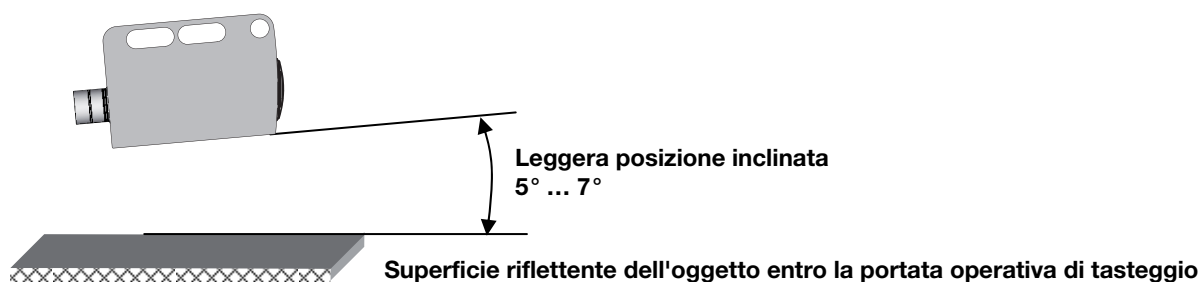 Leggera posizione inclinata
5° ... 7°
Superficie riflettente dell'oggetto entro la portata operativa di tasteggio